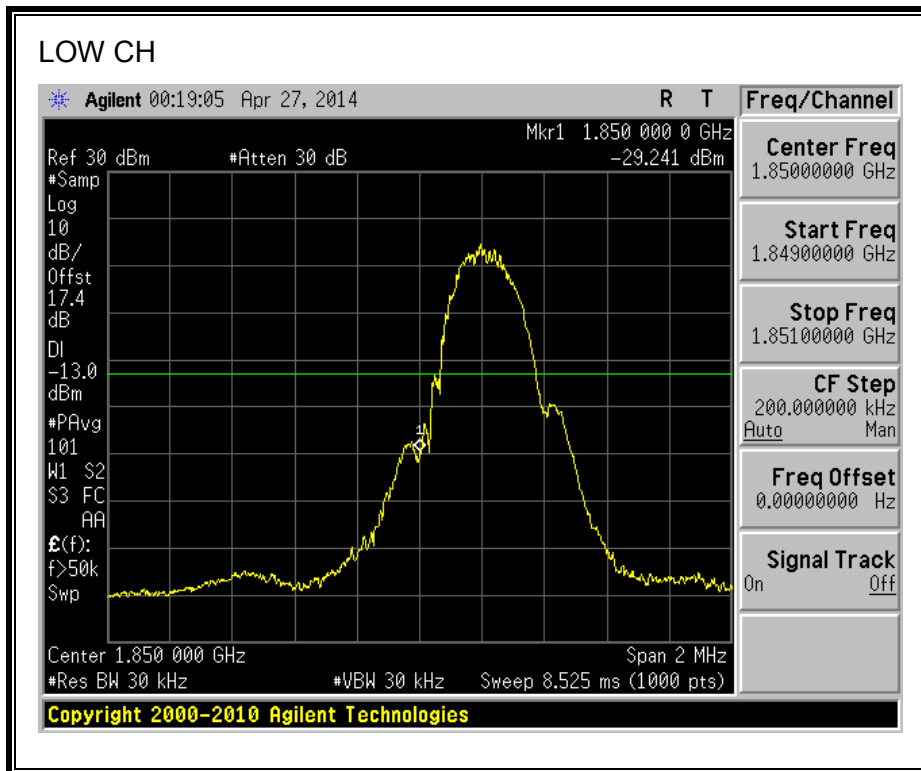 LOW CH
Agilent 00:19:05 Apr 27, 2014 R T
Freq/Channel
Mkr1 1.850 000 0 GHz
Ref 30 dBm #Atten 30 dB -29.241 dBm
#Samp
Log
10
dB/
Offst
17.4
dB
DI
-13.0
dBm
#PAvg
101
W1 S2
S3 FC
AA
£(f):
f>50k
Swp
1
Center 1.850 000 GHz Span 2 MHz
#Res BW 30 kHz #VBW 30 kHz Sweep 8.525 ms (1000 pts)
Center Freq
1.85000000 GHz
Start Freq
1.84900000 GHz
Stop Freq
1.85100000 GHz
CF Step
200.000000 kHz
Auto Man
Freq Offset
0.00000000 Hz
Signal Track
On Off
Copyright 2000-2010 Agilent Technologies